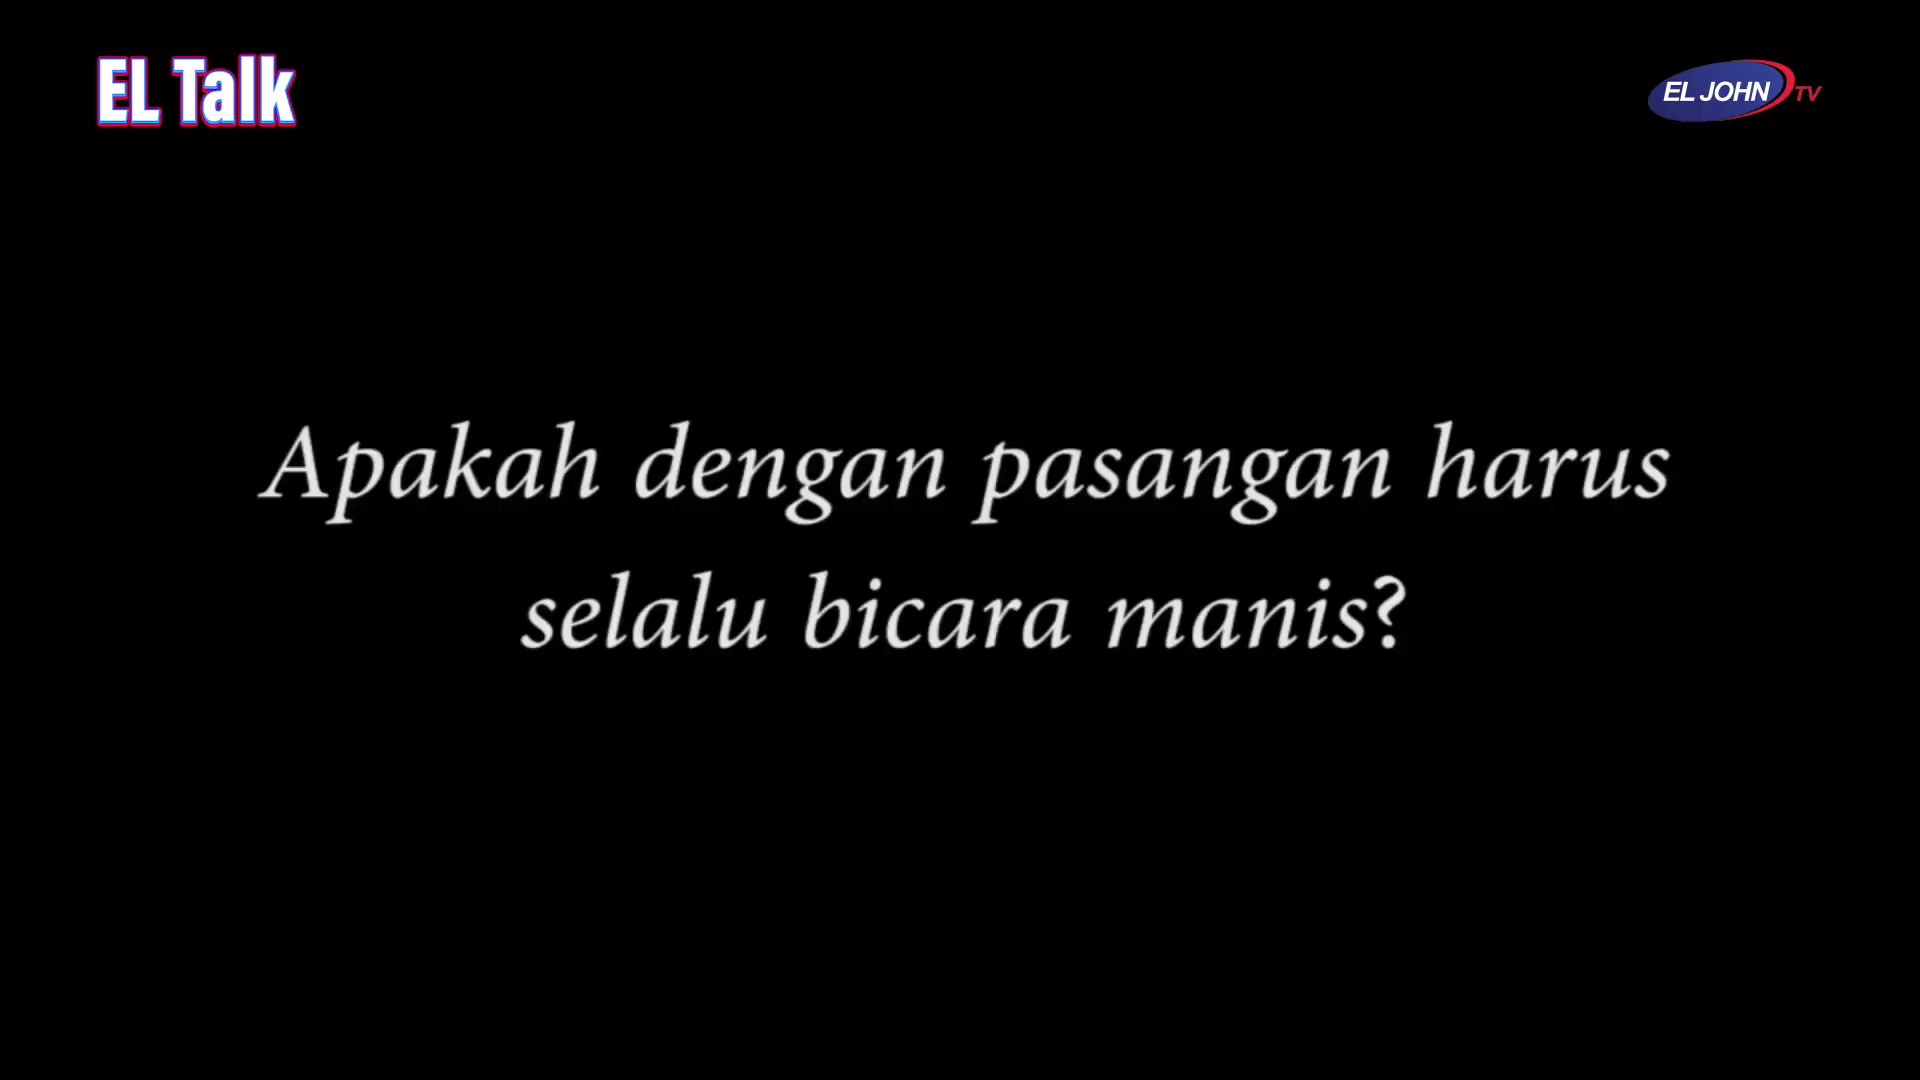 EL Talk
EL JOHN TV
Apakah dengan pasangan harus
selalu bicara manis?